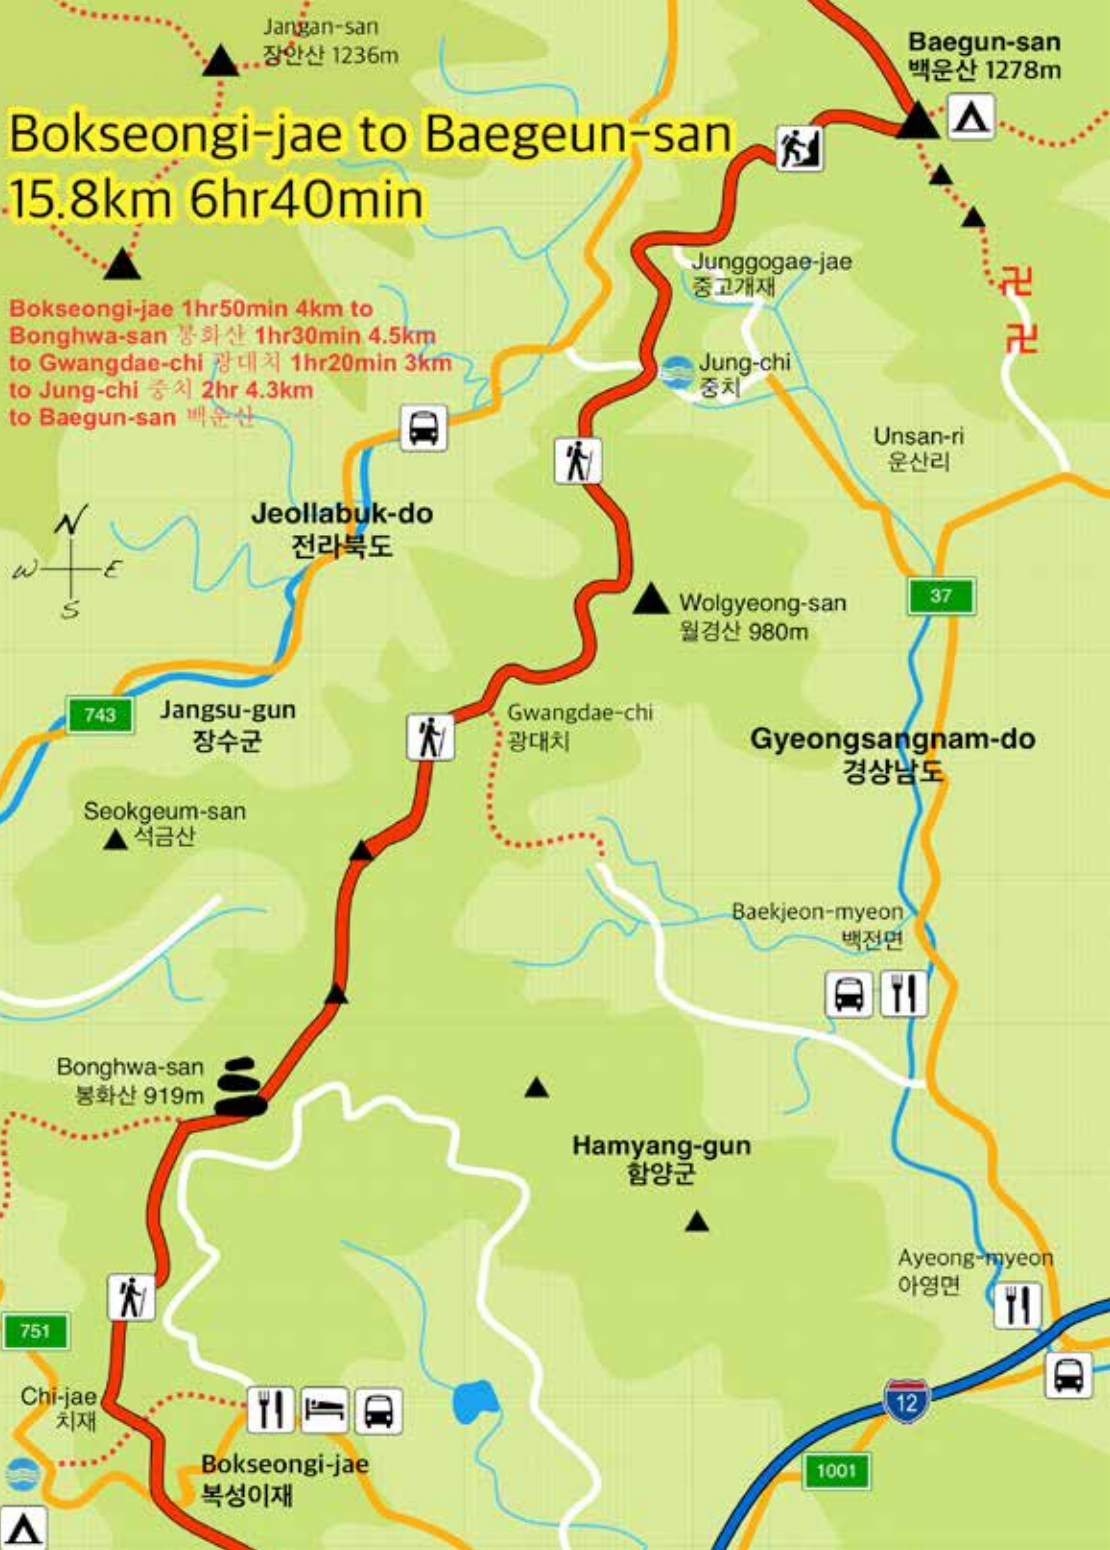 Jangan-san
장안산 1236m
Baegun-san
백운산 1278m
Bokseongi-jae to Baegeun-san
15.8km 6hr40min
Junggogae-jae
중고개재
Bokseongi-jae 1hr50min 4km to
Bonghwa-san 봉화산 1hr30min 4.5km
to Gwangdae-chi 광대치 1hr20min 3km
to Jung-chi 중치 2hr 4.3km
to Baegun-san 백운산
Jung-chi
중치
Unsan-ri
운산리
Jeollabuk-do
전라북도
N
W E
S
37
Wolgyeong-san
월경산 980m
743
Jangsu-gun
장수군
Gwangdae-chi
광대치
Gyeongsangnam-do
경상남도
Seokgeum-san
석금산
Baekjeon-myeon
백전면
Bonghwa-san
봉화산 919m
Hamyang-gun
함양군
Ayeong-myeon
아영면
751
Chi-jae
치재
12
Bokseongi-jae
복성이재
1001